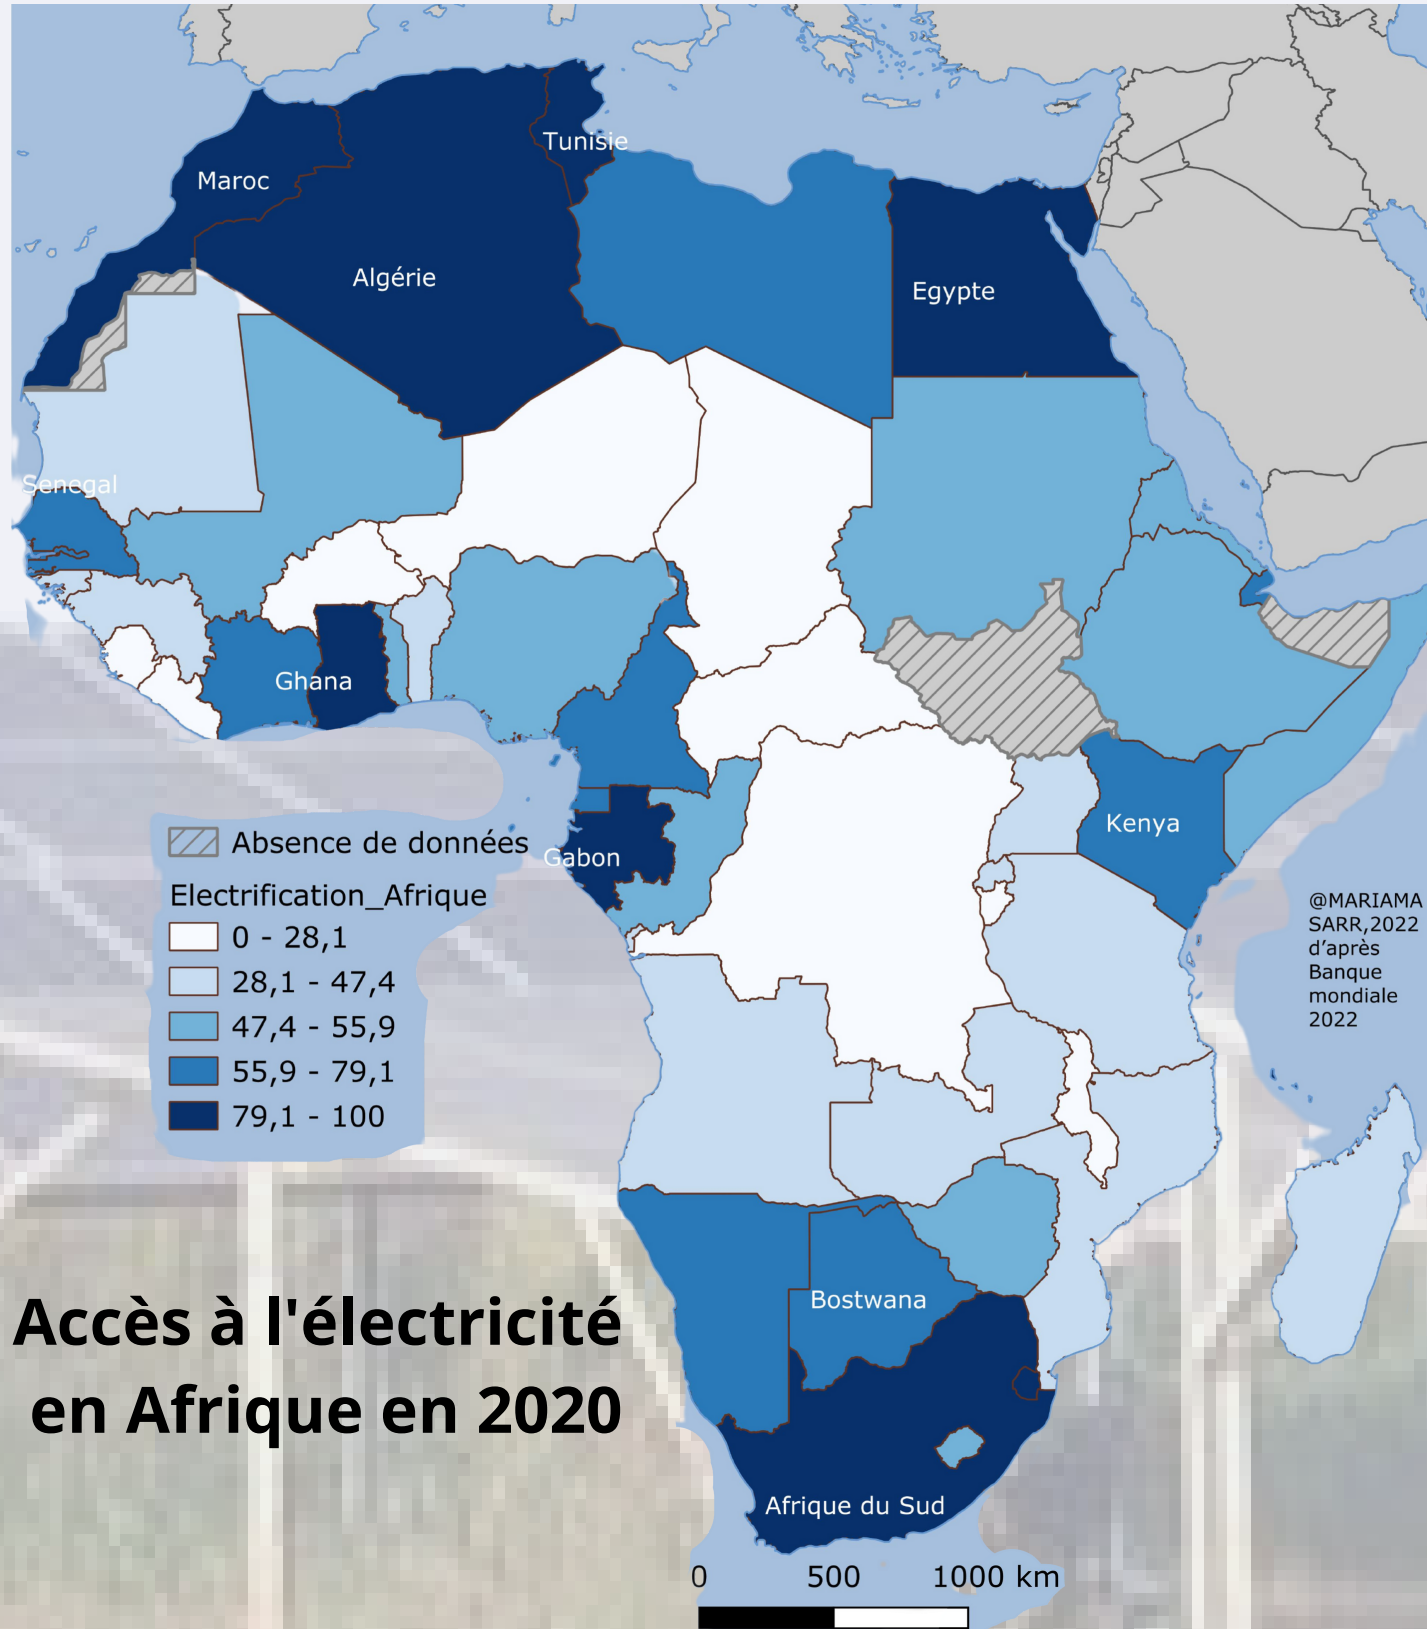 Tunisie
Maroc
Algérie
Egypte
Senegal
Ghana
Kenya
Gabon
Absence de données
Electrification_Afrique
0 - 28,1
28,1 - 47,4
47,4 - 55,9
55,9 - 79,1
79,1 - 100
@MARIAMA
SARR,2022
d'après
Banque
mondiale
2022
Bostwana
Accès à l'électricité
en Afrique en 2020
Afrique du Sud
0 500 1000 km